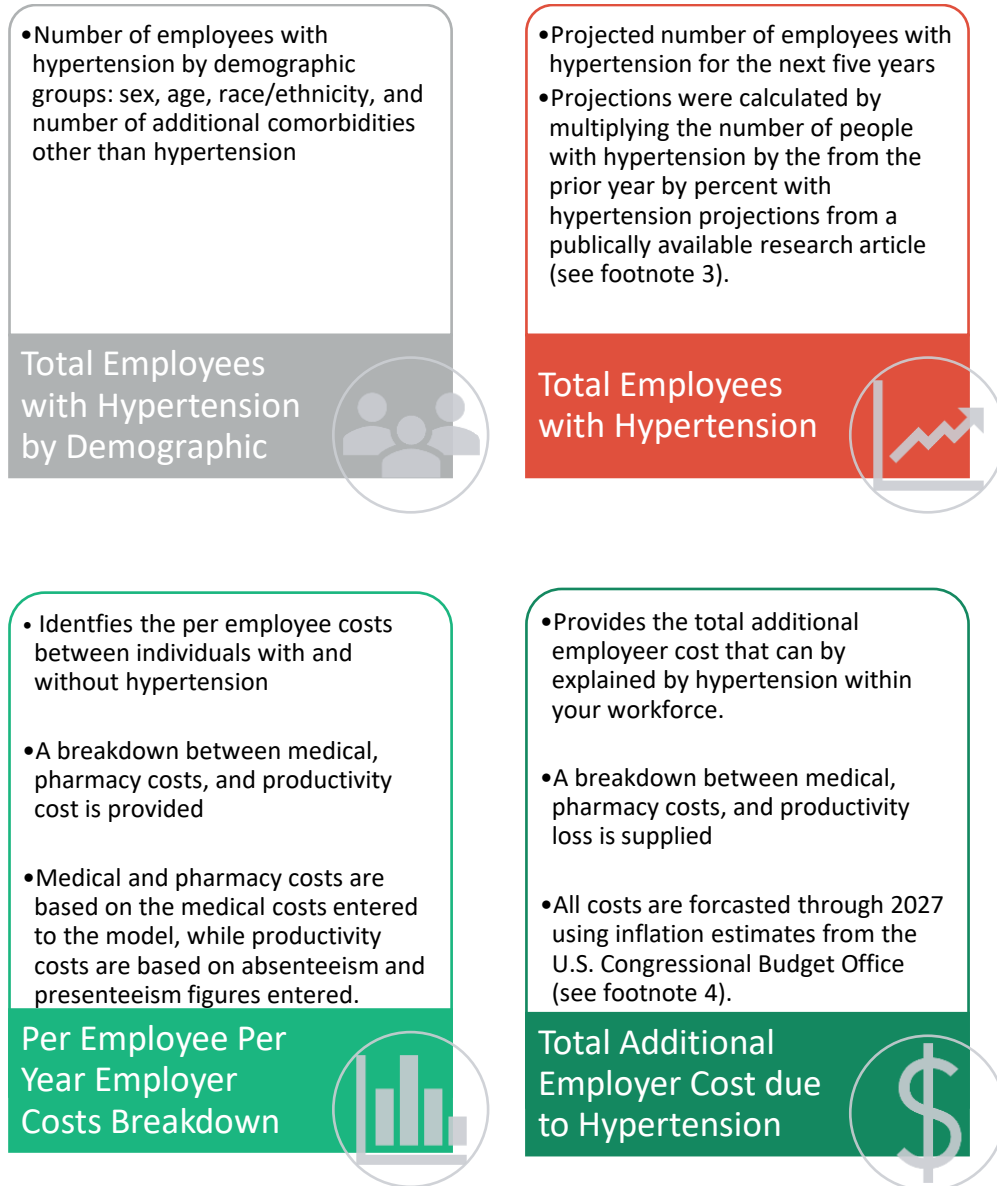 •Number of employees with
hypertension by demographic
groups: sex, age, race/ethnicity, and
number of additional comorbidities
other than hypertension
Total Employees
with Hypertension
by Demographic
•Projected number of employees with
hypertension for the next five years
•Projections were calculated by
multiplying the number of people
with hypertension by the from the
prior year by percent with
hypertension projections from a
publically available research article
(see footnote 3).
Total Employees
with Hypertension
• Identfies the per employee costs
between individuals with and
without hypertension
•A breakdown between medical,
pharmacy costs, and productivity
cost is provided
•Medical and pharmacy costs are
based on the medical costs entered
to the model, while productivity
costs are based on absenteeism and
presenteeism figures entered.
Per Employee Per
Year Employer
Costs Breakdown
•Provides the total additional
employeer cost that can by
explained by hypertension within
your workforce.
•A breakdown between medical,
pharmacy costs, and productivity
loss is supplied
•All costs are forcasted through 2027
using inflation estimates from the
U.S. Congressional Budget Office
(see footnote 4).
Total Additional
Employer Cost due
to Hypertension
$